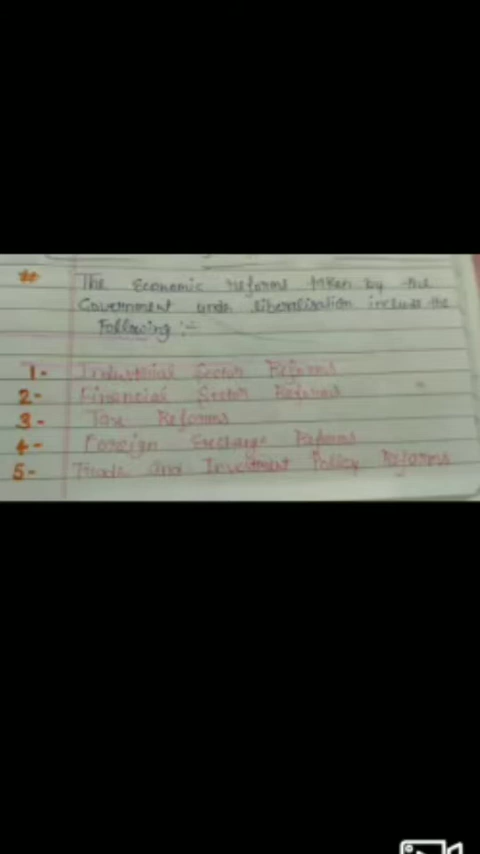 The Economic reforms taken by the
Government under liberalisation include the
Following :-
1- Industrial Sector Reforms
2- Financial Sector Reforms
3- Tax Reforms
4- Foreign Exchange Reforms
5- Trade and Investment Policy Reforms